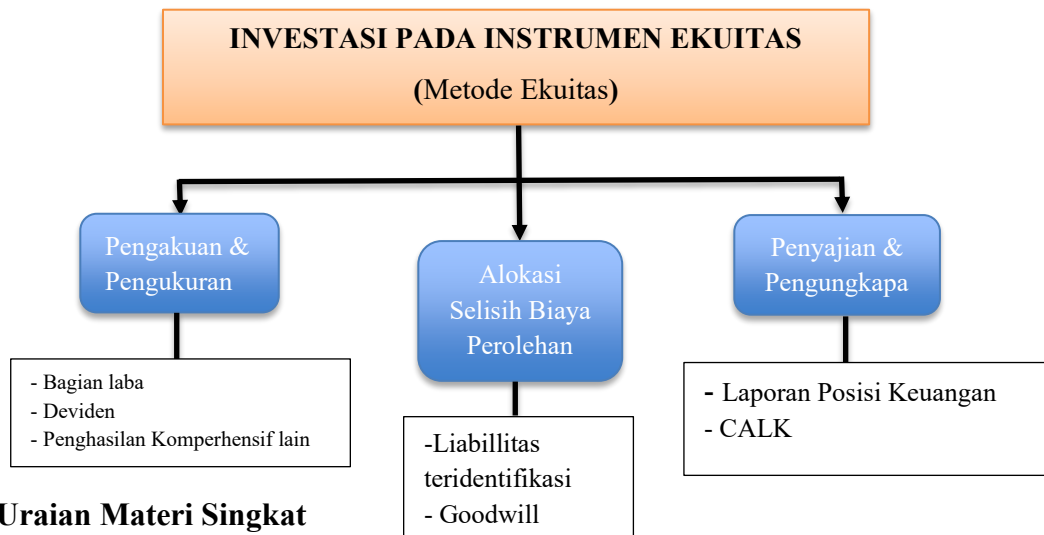 INVESTASI PADA INSTRUMEN EKUITAS
(Metode Ekuitas)
Pengakuan &
Pengukuran
- Bagian laba
- Deviden
- Penghasilan Komperhensif lain
Alokasi
Selisih Biaya
Perolehan
-Liabillitas
teridentifikasi
- Goodwill
Penyajian &
Pengungkapa
- Laporan Posisi Keuangan
- CALK
Uraian Materi Singkat